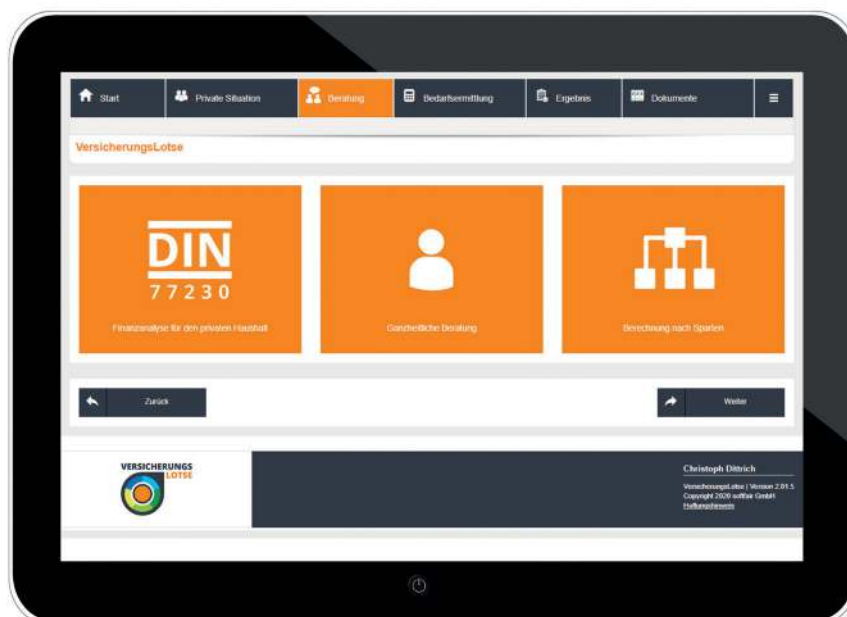 Start
Private Situation
Beratung
Bedarfsermittlung
Ergebnis
Dokumente
VersicherungsLotse
DIN
77230
Finanzanalyse für den privaten Haushalt
Ganzheitliche Beratung
Berechnung nach Sparten
Zurück
Weiter
VERSICHERUNGS
LOTSE
Christoph Dittrich
VersicherungsLotse | Version 2.01.5
Copyright 2020 softfair GmbH
Haftungshinweis